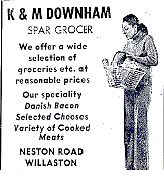 K & M DOWNHAM
SPAR GROCER
We offer a wide
selection of
groceries etc. at
reasonable prices
Our speciality
Danish Bacon
Selected Cheeses
Variety of Cooked
Meats
NESTON ROAD
WILLASTON